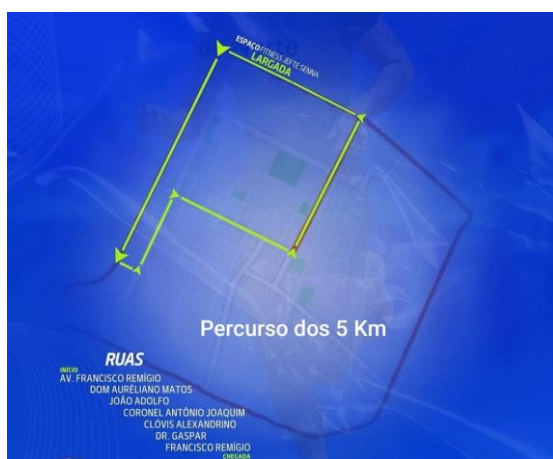 ESPAÇO FITNESS JEFTE SENNA
LARGADA
Percurso dos 5 Km
RUAS
INÍCIO
AV. FRANCISCO REMÍGIO
DOM AURÉLIANO MATOS
JOÃO ADOLFO
CORONEL ANTÔNIO JOAQUIM
CLÓVIS ALEXANDRINO
DR. GASPAR
FRANCISCO REMÍGIO
CHEGADA